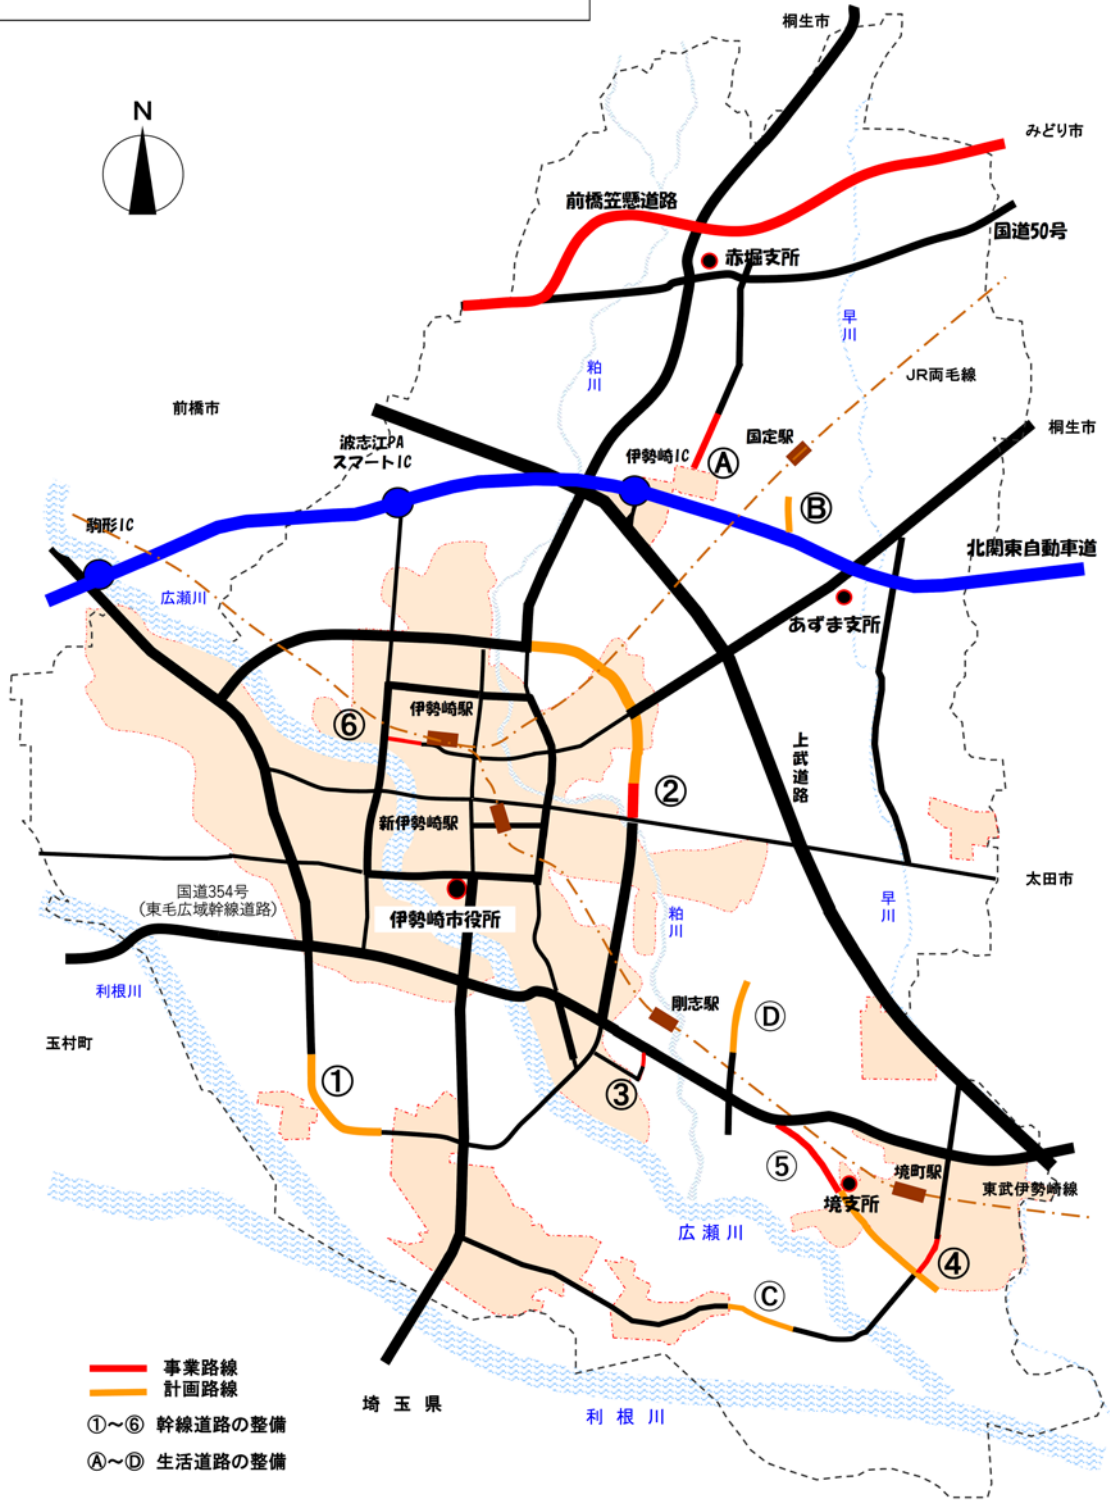 桐生市
N
みどり市
前橋笠懸道路
国道50号
赤堀支所
早川
粕川
JR両毛線
前橋市
桐生市
国定駅
波志江PA
スマートIC
伊勢崎IC
Ⓐ
Ⓑ
駒形IC
北関東自動車道
広瀬川
あずま支所
伊勢崎駅
⑥
上武道路
②
新伊勢崎駅
太田市
国道354号
(東毛広域幹線道路)
早川
粕川
伊勢崎市役所
利根川
剛志駅
Ⓓ
玉村町
①
③
⑤
境町駅
東武伊勢崎線
境支所
広瀬川
④
Ⓒ
事業路線
計画路線
埼玉県
利根川
①～⑥ 幹線道路の整備
Ⓐ～Ⓓ 生活道路の整備